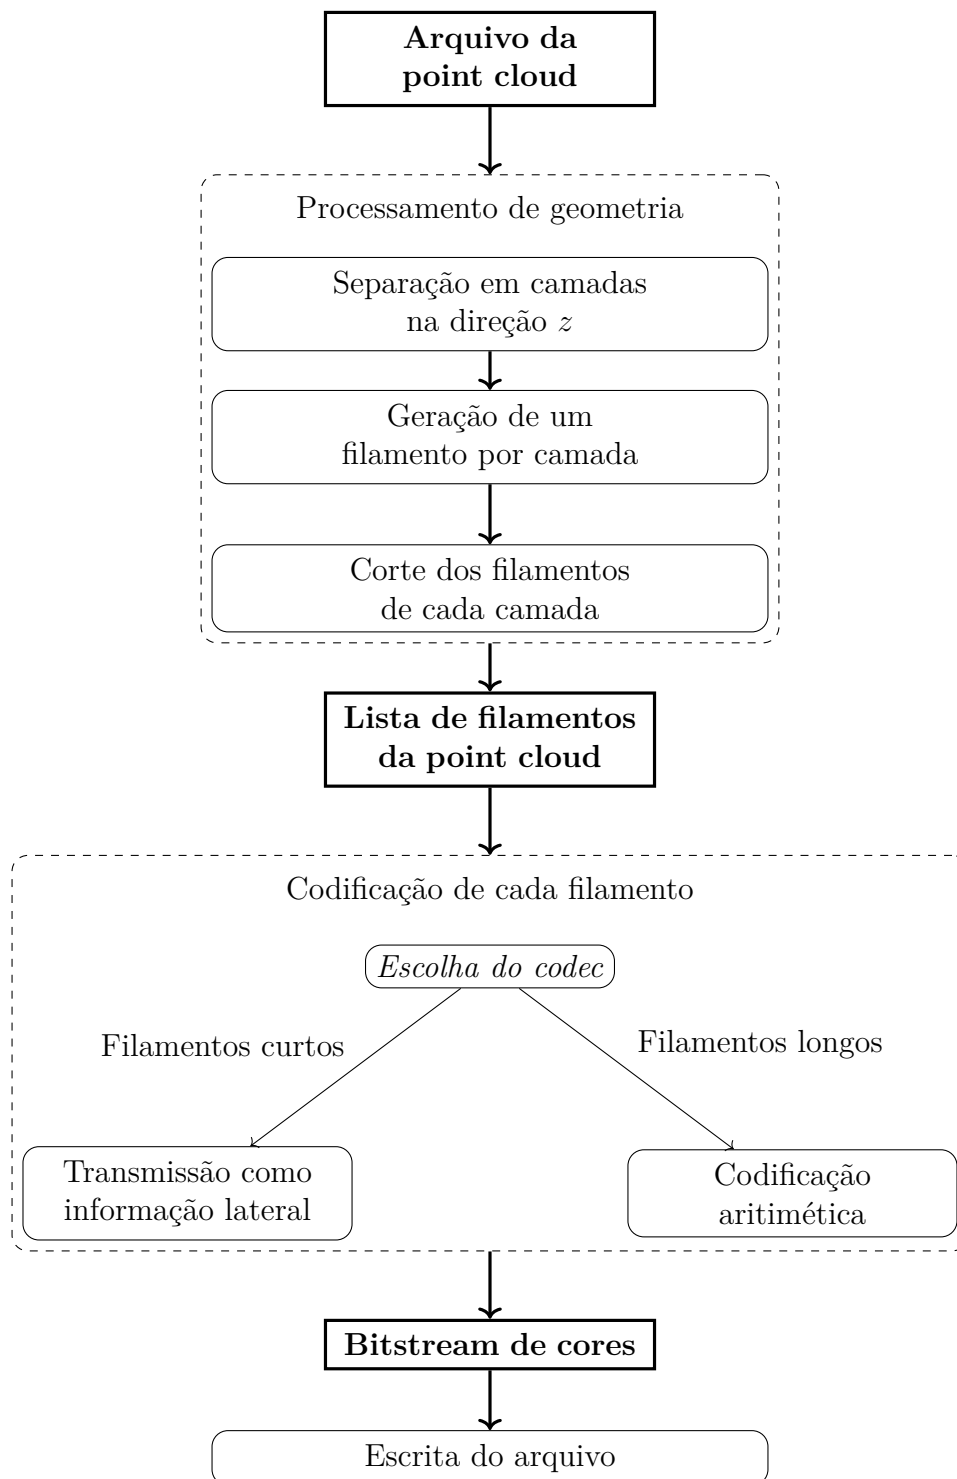 Arquivo da
point cloud
Processamento de geometria
Separação em camadas
na direção z
Geração de um
filamento por camada
Corte dos filamentos
de cada camada
Lista de filamentos
da point cloud
Codificação de cada filamento
Escolha do codec
Filamentos curtos
Filamentos longos
Transmissão como
informação lateral
Codificação
aritimética
Bitstream de cores
Escrita do arquivo